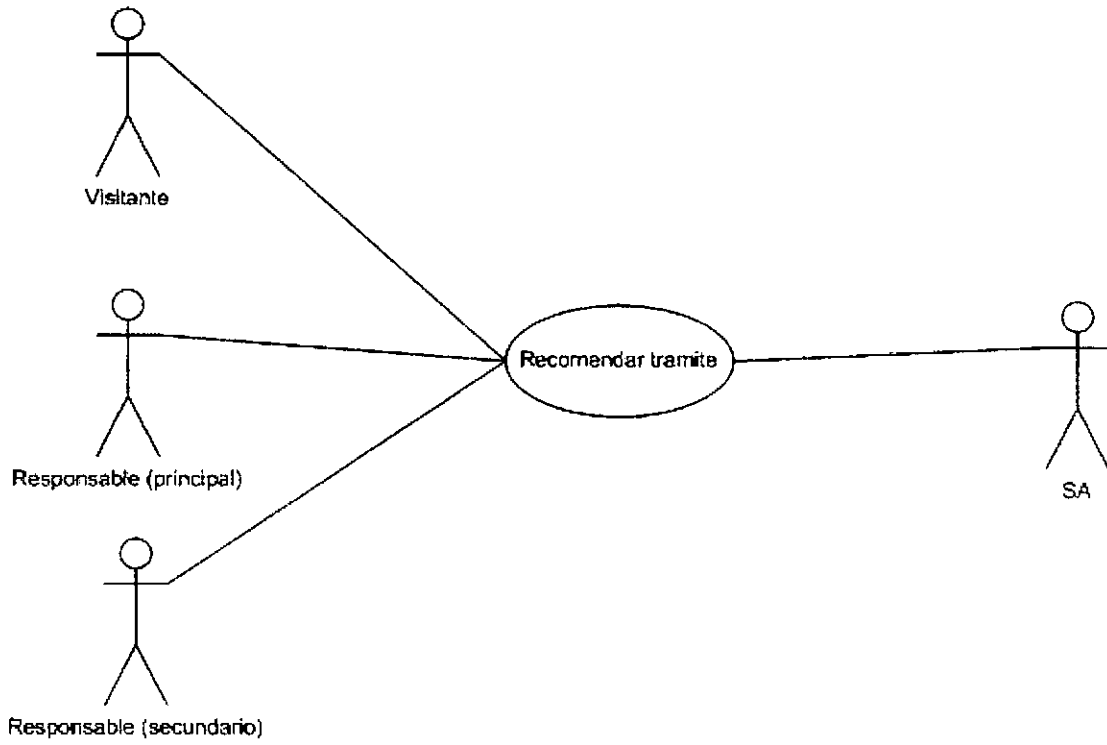 Visitante
Recomendar tramite
Responsable (principal)
SA
Responsable (secundario)